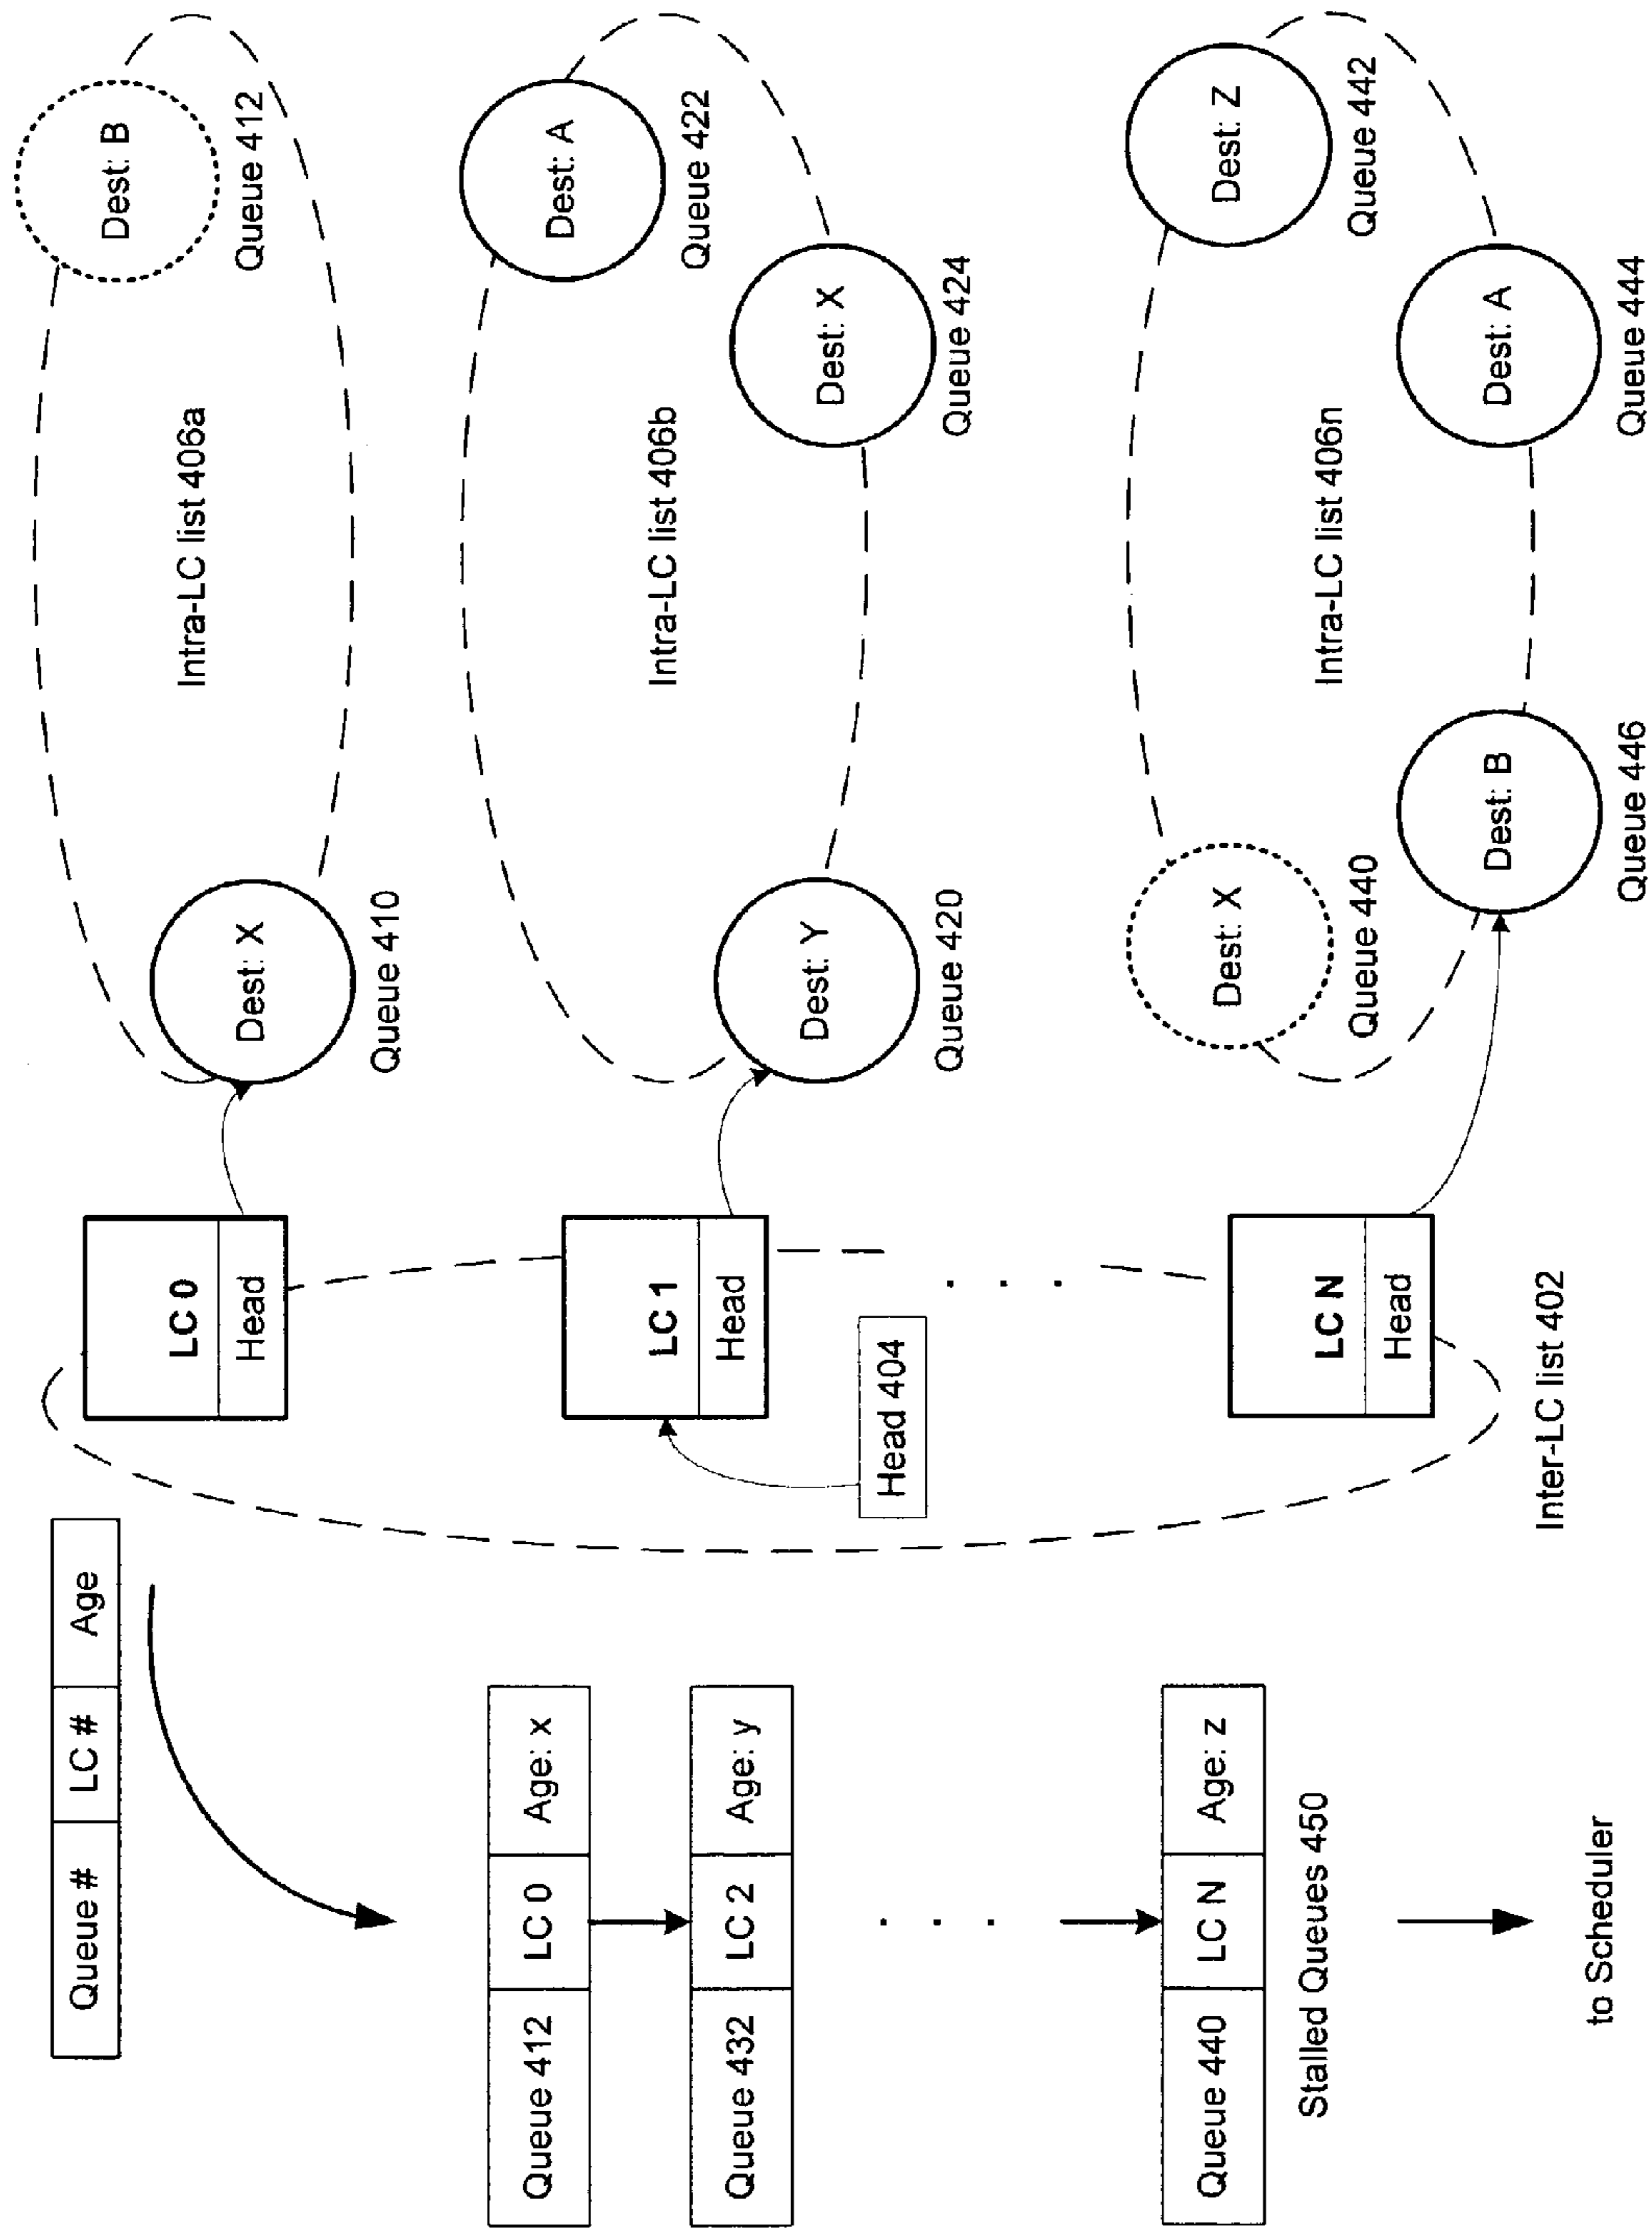 Queue #
LC #
Age
Queue 412
LC 0
Age: x
Queue 432
LC 2
Age: y
. . .
Queue 440
LC N
Age: z
Stalled Queues 450
to Scheduler
LC 0
Head
LC 1
Head
Head 404
. . .
LC N
Head
Inter-LC list 402
Dest: X
Queue 410
Intra-LC list 406a
Dest: B
Queue 412
Dest: Y
Queue 420
Intra-LC list 406b
Dest: A
Queue 422
Dest: X
Queue 424
Dest: X
Queue 440
Intra-LC list 406n
Dest: Z
Queue 442
Dest: B
Queue 446
Dest: A
Queue 444